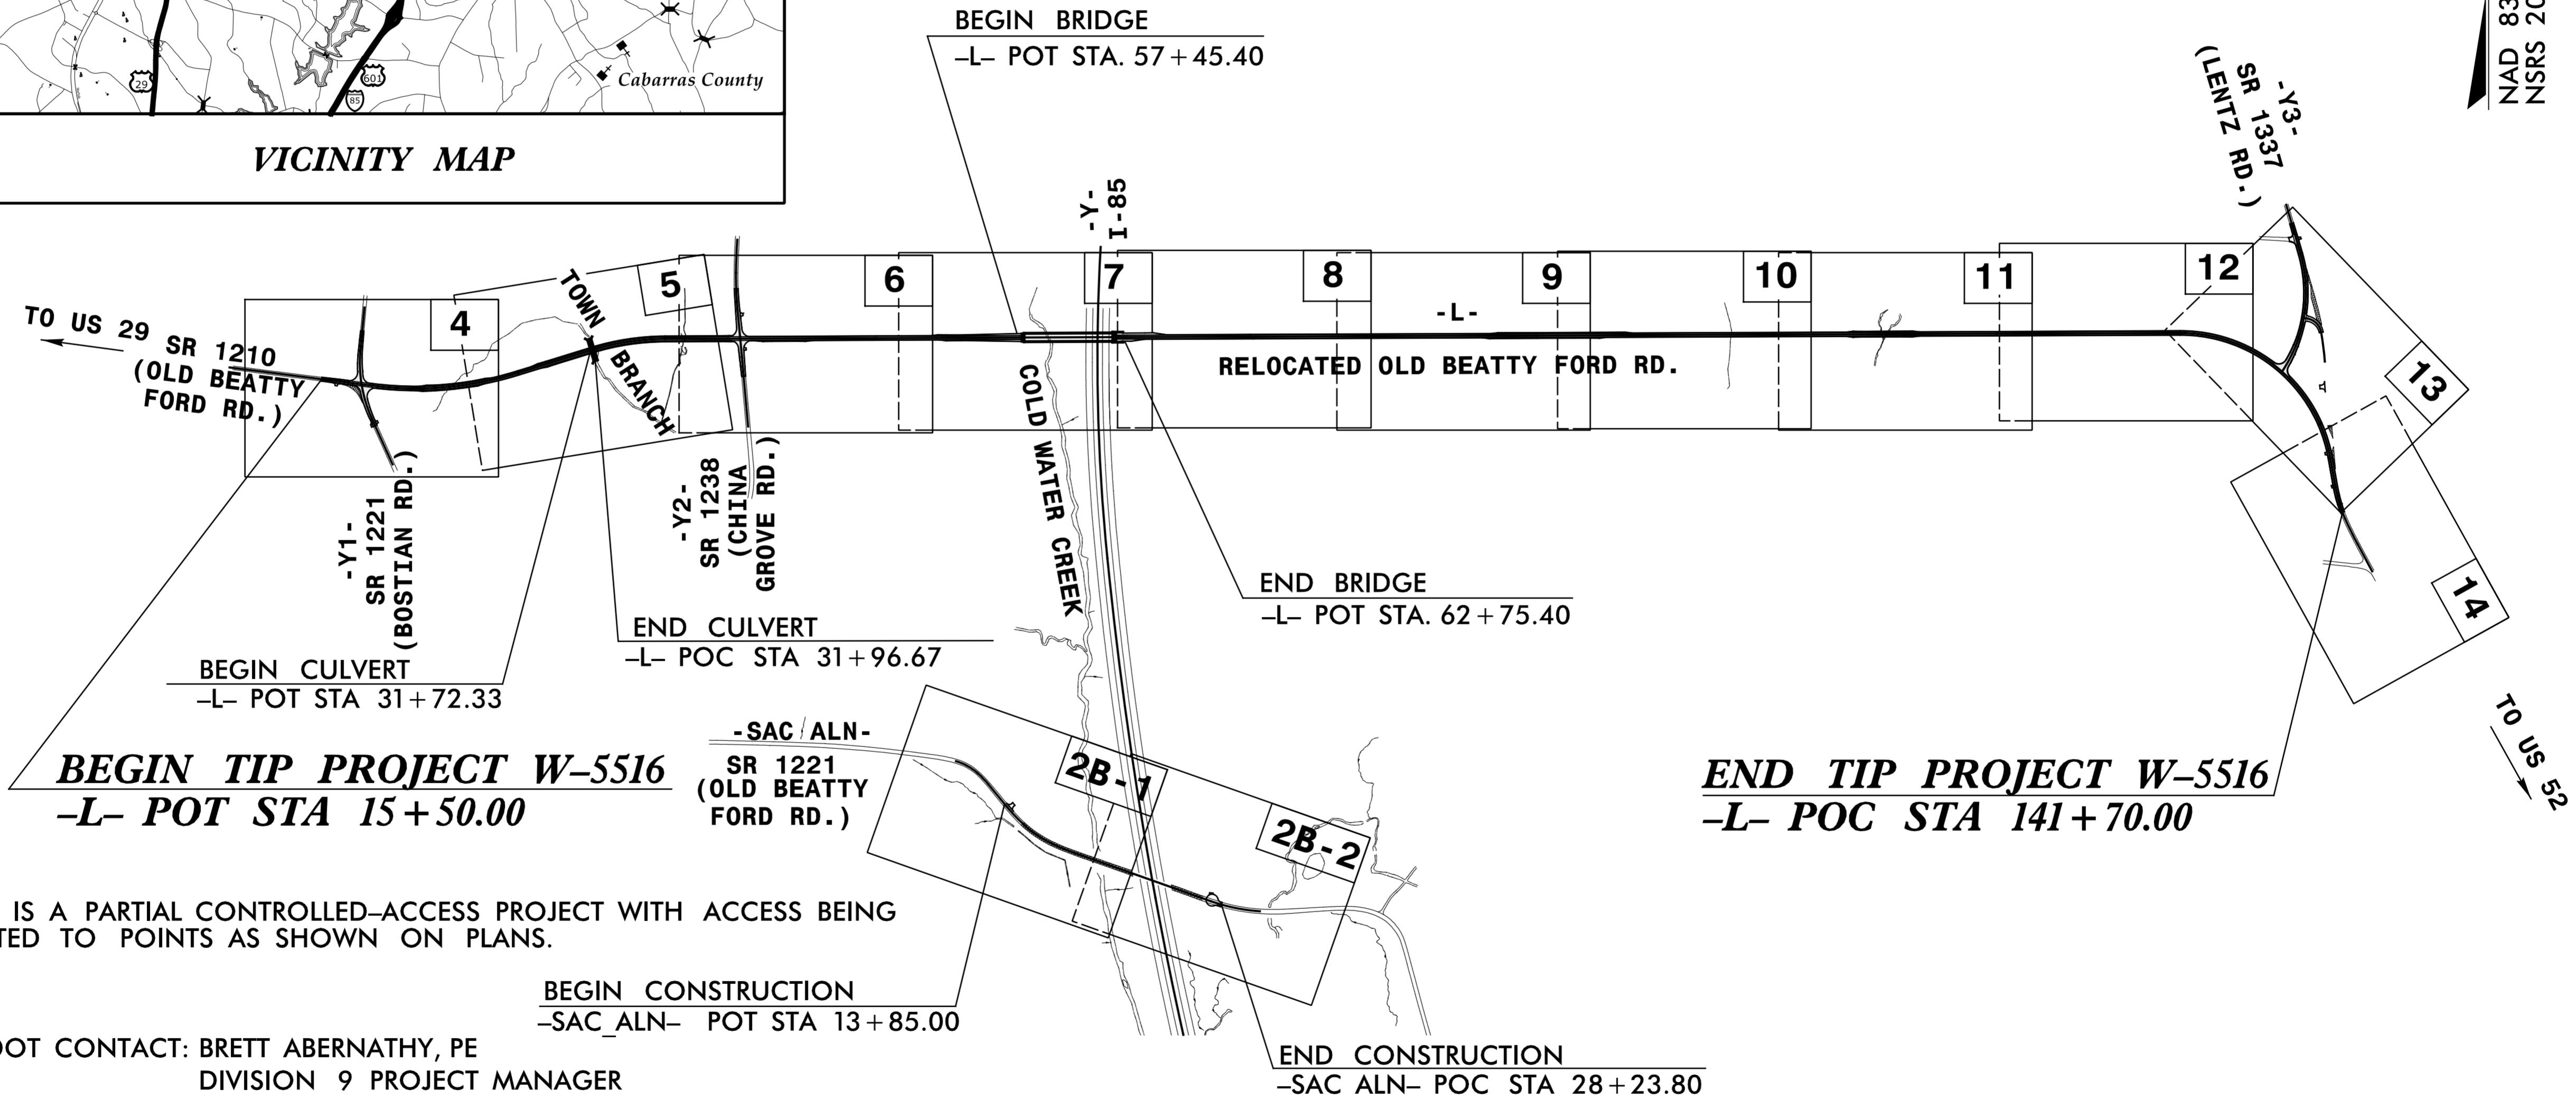 29
601
85
Cabarras County
VICINITY MAP
BEGIN BRIDGE
–L– POT STA. 57+45.40
NAD 83
-Y3-
SR 1337
(LENTZ RD.)
-Y-
I-85
4
5
6
7
8
9
10
11
12
13
14
TO US 29
SR 1210
(OLD BEATTY
FORD RD.)
TOWN BRANCH
-L-
RELOCATED OLD BEATTY FORD RD.
COLD WATER CREEK
-Y1-
SR 1221
(BOSTIAN RD.)
-Y2-
SR 1238
(CHINA
GROVE RD.)
END BRIDGE
–L– POT STA. 62+75.40
END CULVERT
–L– POC STA 31+96.67
BEGIN CULVERT
–L– POT STA 31+72.33
BEGIN TIP PROJECT W–5516
–L– POT STA 15+50.00
-SAC ALN-
SR 1221
(OLD BEATTY
FORD RD.)
2B-1
2B-2
END TIP PROJECT W–5516
–L– POC STA 141+70.00
TO US 52
IS A PARTIAL CONTROLLED–ACCESS PROJECT WITH ACCESS BEING
TO POINTS AS SHOWN ON PLANS.
BEGIN CONSTRUCTION
–SAC_ALN– POT STA 13+85.00
END CONSTRUCTION
–SAC ALN– POC STA 28+23.80
CONTACT: BRETT ABERNATHY, PE
DIVISION 9 PROJECT MANAGER